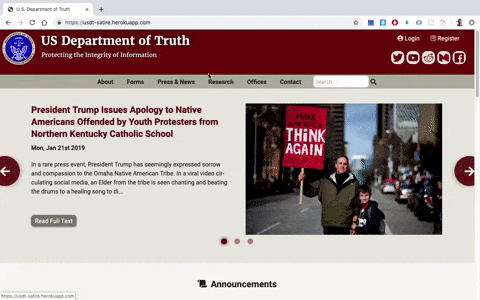 U.S. Department of Truth
https://usdt-satire.herokuapp.com
US Department of Truth
Protecting the Integrity of Information
Login
Register
About
Forms
Press & News
Research
Offices
Contact
Search
President Trump Issues Apology to Native
Americans Offended by Youth Protesters from
Northern Kentucky Catholic School
Mon, Jan 21st 2019
In a rare press event, President Trump has seemingly expressed sorrow
and compassion to the Omaha Native American Tribe. In a viral video cir-
culating social media, an Elder from the tribe is seen chanting and beating
the drums to a healing song to di...
Read Full Text
MAKE
AMERICA
THINK
AGAIN
Announcements
https://usdt-satire.herokuapp.com